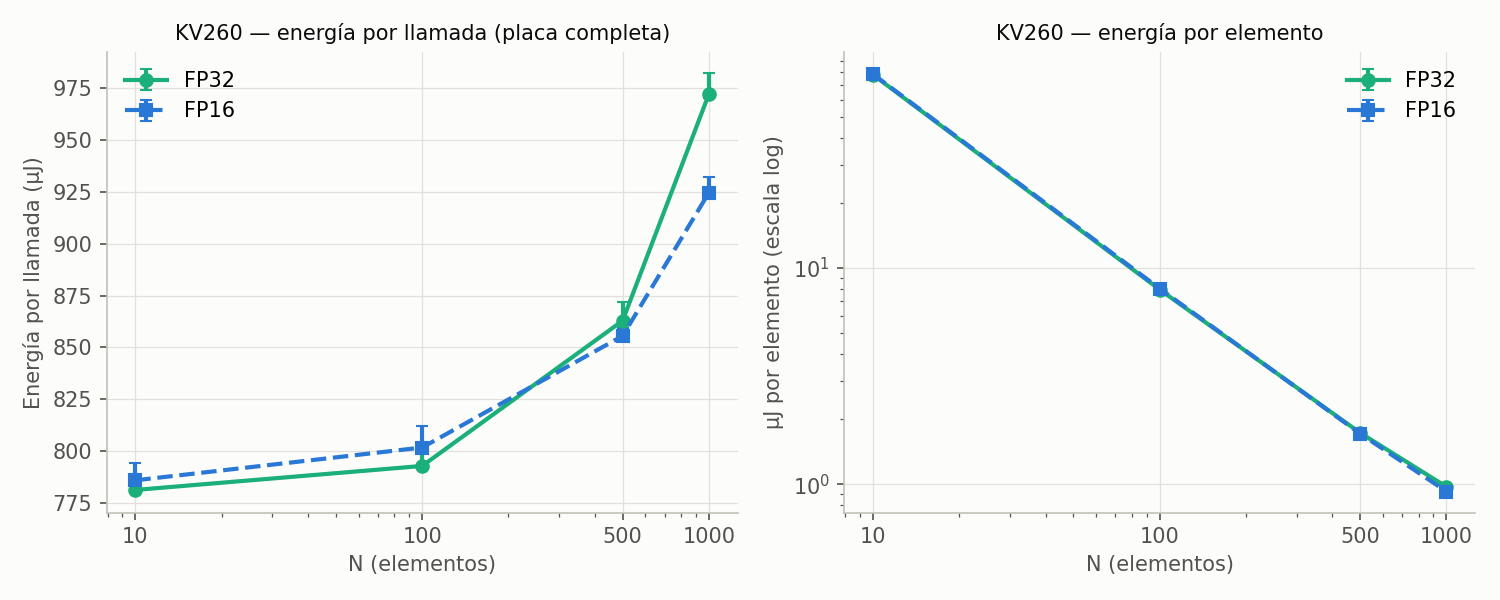 KV260 — energía por llamada (placa completa)
FP32
FP16
Energía por llamada (µJ)
975
950
925
900
875
850
825
800
775
10
100
500
1000
N (elementos)
KV260 — energía por elemento
FP32
FP16
µJ por elemento (escala log)
10¹
10⁰
10
100
500
1000
N (elementos)